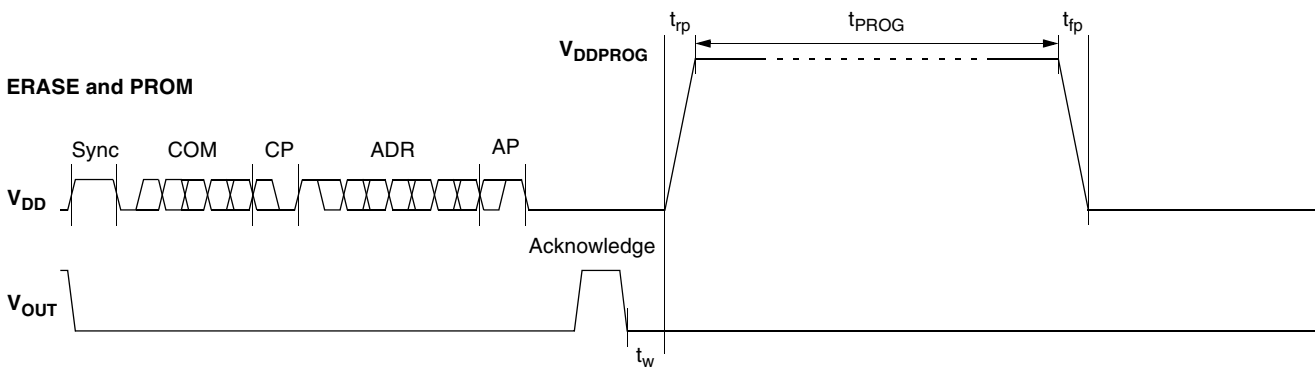 t_rp t_PROG t_fp
V_DDPROG
ERASE and PROM
Sync COM CP ADR AP
V_DD
Acknowledge
V_OUT
t_w